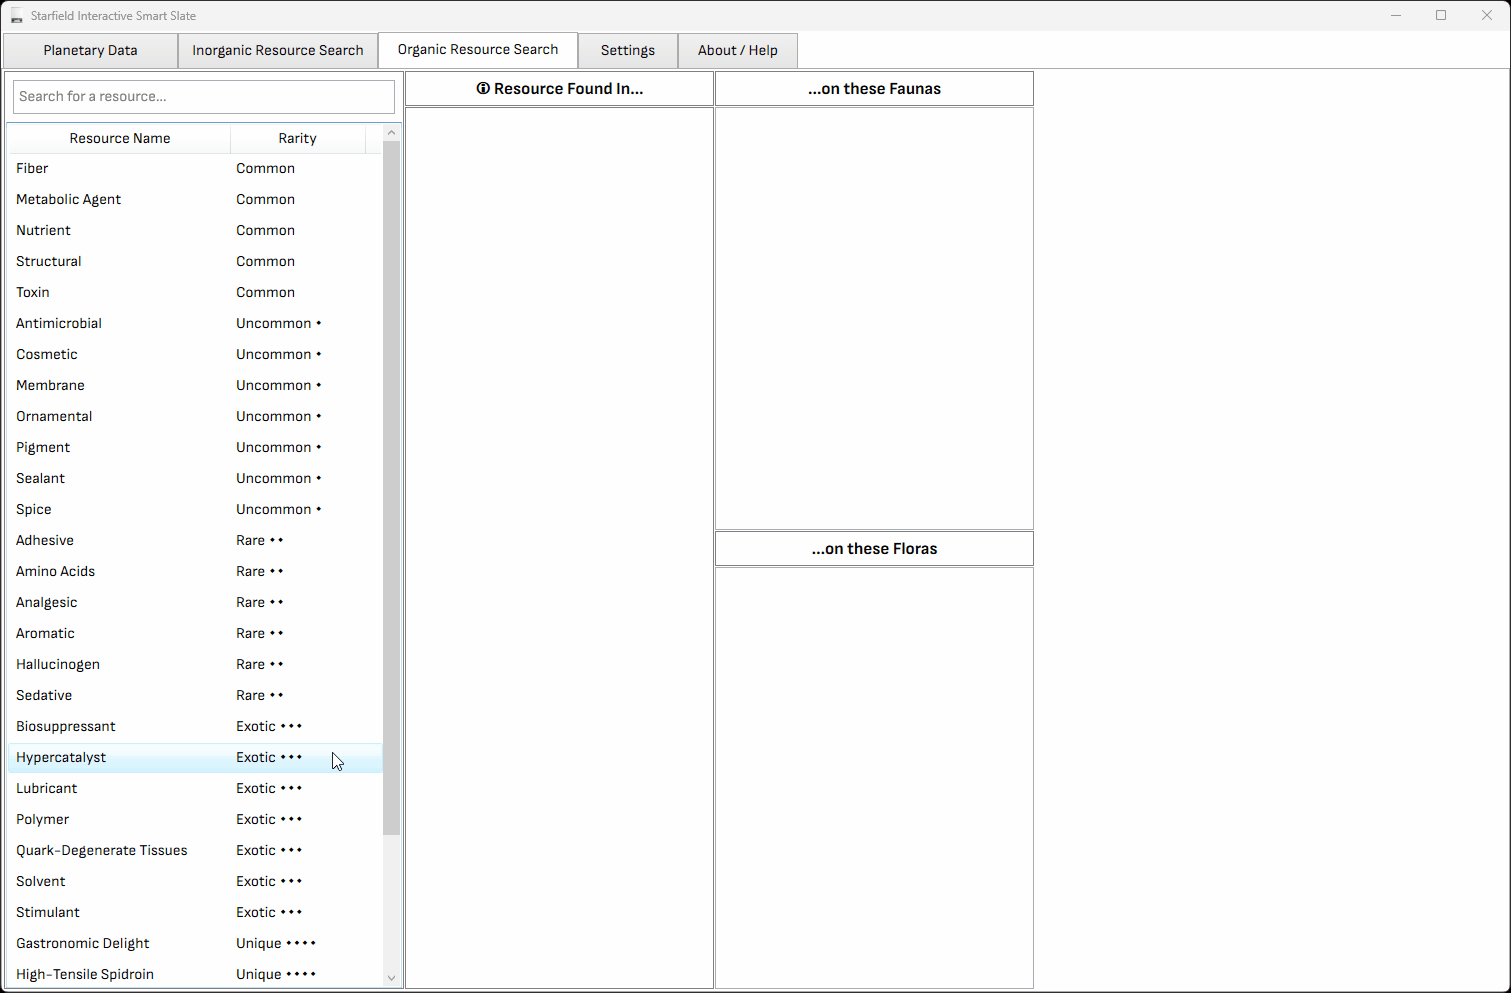 Starfield Interactive Smart Slate
Planetary Data
Inorganic Resource Search
Organic Resource Search
Settings
About / Help
Search for a resource...
Resource Name Rarity
Fiber Common
Metabolic Agent Common
Nutrient Common
Structural Common
Toxin Common
Antimicrobial Uncommon •
Cosmetic Uncommon •
Membrane Uncommon •
Ornamental Uncommon •
Pigment Uncommon •
Sealant Uncommon •
Spice Uncommon •
Adhesive Rare ••
Amino Acids Rare ••
Analgesic Rare ••
Aromatic Rare ••
Hallucinogen Rare ••
Sedative Rare ••
Biosuppressant Exotic •••
Hypercatalyst Exotic •••
Lubricant Exotic •••
Polymer Exotic •••
Quark-Degenerate Tissues Exotic •••
Solvent Exotic •••
Stimulant Exotic •••
Gastronomic Delight Unique ••••
High-Tensile Spidroin Unique ••••
Resource Found In...
...on these Faunas
...on these Floras